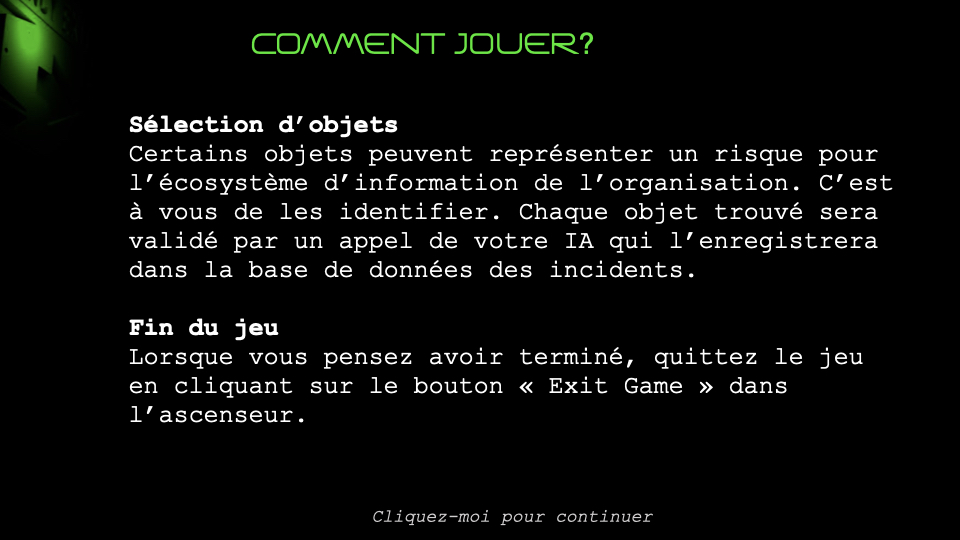 COMMENT JOUER?
Sélection d’objets
Certains objets peuvent représenter un risque pour
l’écosystème d’information de l’organisation. C’est
à vous de les identifier. Chaque objet trouvé sera
validé par un appel de votre IA qui l’enregistrera
dans la base de données des incidents.
Fin du jeu
Lorsque vous pensez avoir terminé, quittez le jeu
en cliquant sur le bouton « Exit Game » dans
l’ascenseur.
Cliquez-moi pour continuer